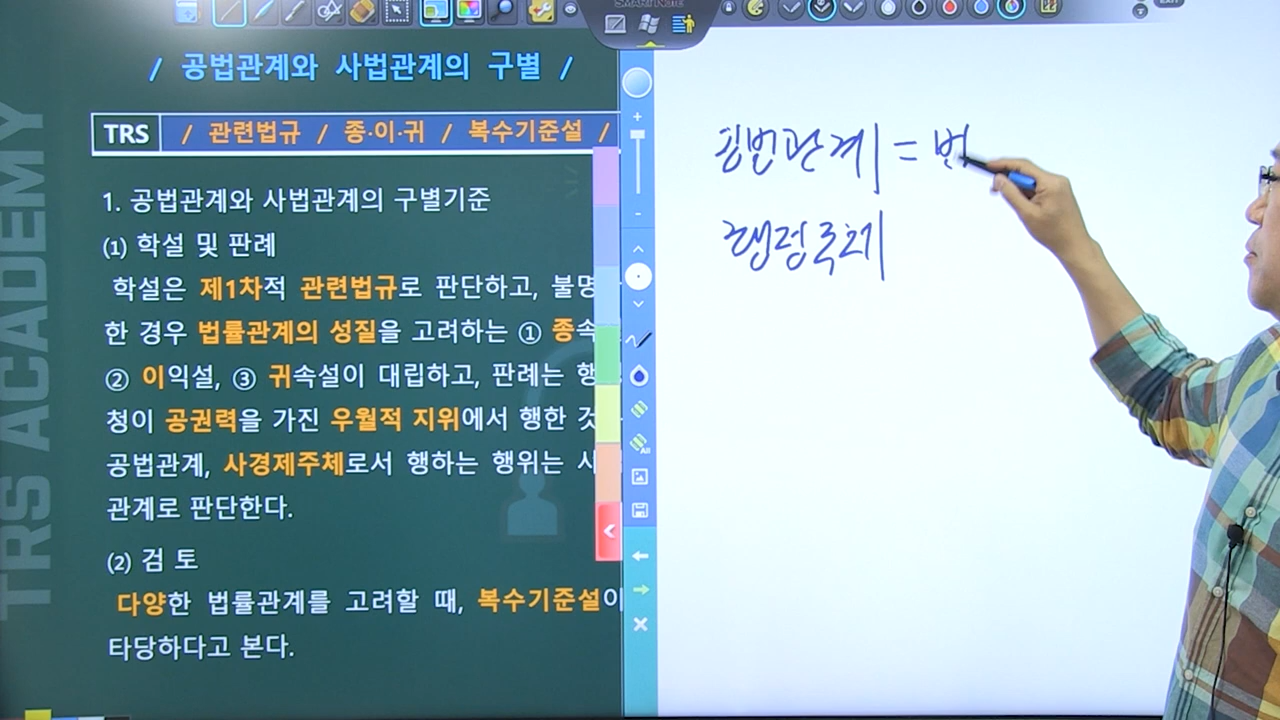 SMART NOTE
EXIT
TRS ACADEMY
/ 공법관계와 사법관계의 구별 /
TRS / 관련법규 / 종·이·귀 / 복수기준설 /
1. 공법관계와 사법관계의 구별기준
(1) 학설 및 판례
학설은 제1차적 관련법규로 판단하고, 불명
한 경우 법률관계의 성질을 고려하는 ① 종속
② 이익설, ③ 귀속설이 대립하고, 판례는 행
청이 공권력을 가진 우월적 지위에서 행한 것
공법관계, 사경제주체로서 행하는 행위는 사
관계로 판단한다.
(2) 검 토
다양한 법률관계를 고려할 때, 복수기준설이
타당하다고 본다.
+
-
All
공법관계 = 법
행정주체